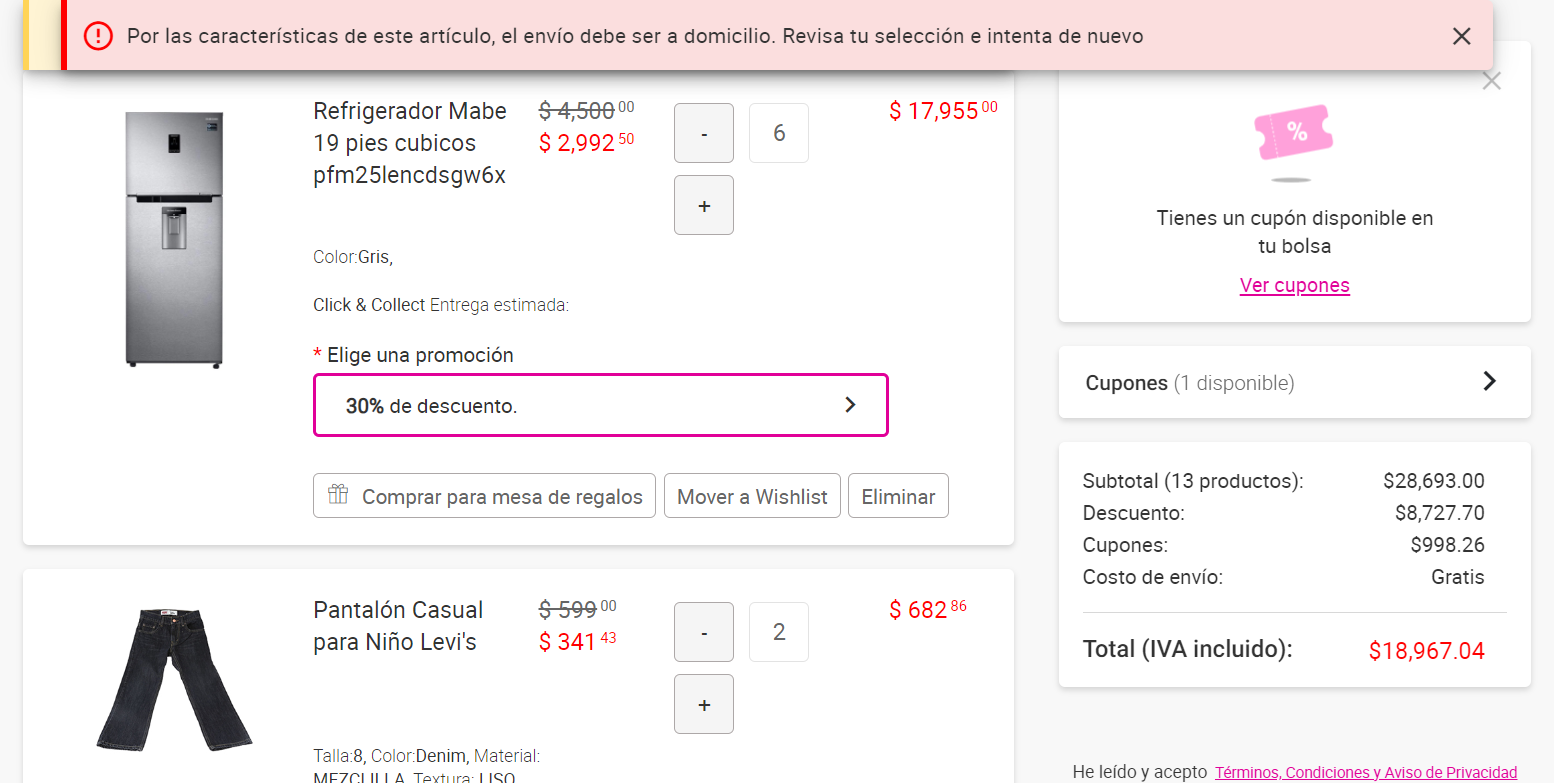 Por las características de este artículo, el envío debe ser a domicilio. Revisa tu selección e intenta de nuevo
Refrigerador Mabe
19 pies cubicos
pfm25lencdsgw6x
$ 4,500 00
$ 2,992 50
-
6
+
$ 17,955 00
Color:Gris,
Click & Collect Entrega estimada:
* Elige una promoción
30% de descuento.
Comprar para mesa de regalos
Mover a Wishlist
Eliminar
Pantalón Casual
para Niño Levi's
$ 599 00
$ 341 43
-
2
+
$ 682 86
Talla:8, Color:Denim, Material:
MEZCLILLA, Textura: LISO
%
Tienes un cupón disponible en
tu bolsa
Ver cupones
Cupones (1 disponible)
Subtotal (13 productos): $28,693.00
Descuento: $8,727.70
Cupones: $998.26
Costo de envío: Gratis
Total (IVA incluido): $18,967.04
He leído y acepto Términos, Condiciones y Aviso de Privacidad